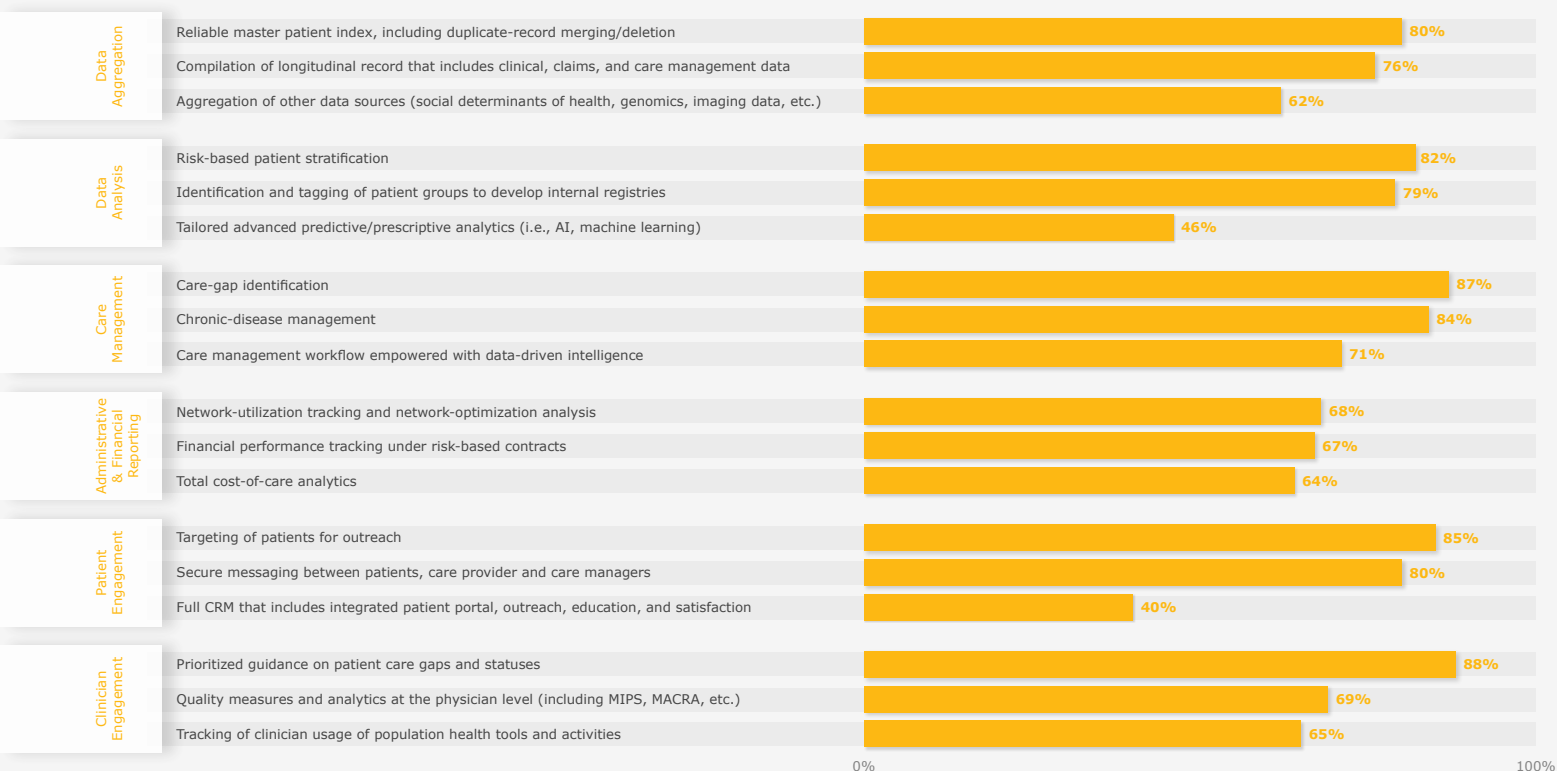 Data
Aggregation
Reliable master patient index, including duplicate-record merging/deletion
80%
Compilation of longitudinal record that includes clinical, claims, and care management data
76%
Aggregation of other data sources (social determinants of health, genomics, imaging data, etc.)
62%
Data
Analysis
Risk-based patient stratification
82%
Identification and tagging of patient groups to develop internal registries
79%
Tailored advanced predictive/prescriptive analytics (i.e., AI, machine learning)
46%
Care
Management
Care-gap identification
87%
Chronic-disease management
84%
Care management workflow empowered with data-driven intelligence
71%
Administrative
& Financial
Reporting
Network-utilization tracking and network-optimization analysis
68%
Financial performance tracking under risk-based contracts
67%
Total cost-of-care analytics
64%
Patient
Engagement
Targeting of patients for outreach
85%
Secure messaging between patients, care provider and care managers
80%
Full CRM that includes integrated patient portal, outreach, education, and satisfaction
40%
Clinician
Engagement
Prioritized guidance on patient care gaps and statuses
88%
Quality measures and analytics at the physician level (including MIPS, MACRA, etc.)
69%
Tracking of clinician usage of population health tools and activities
65%
0%
100%